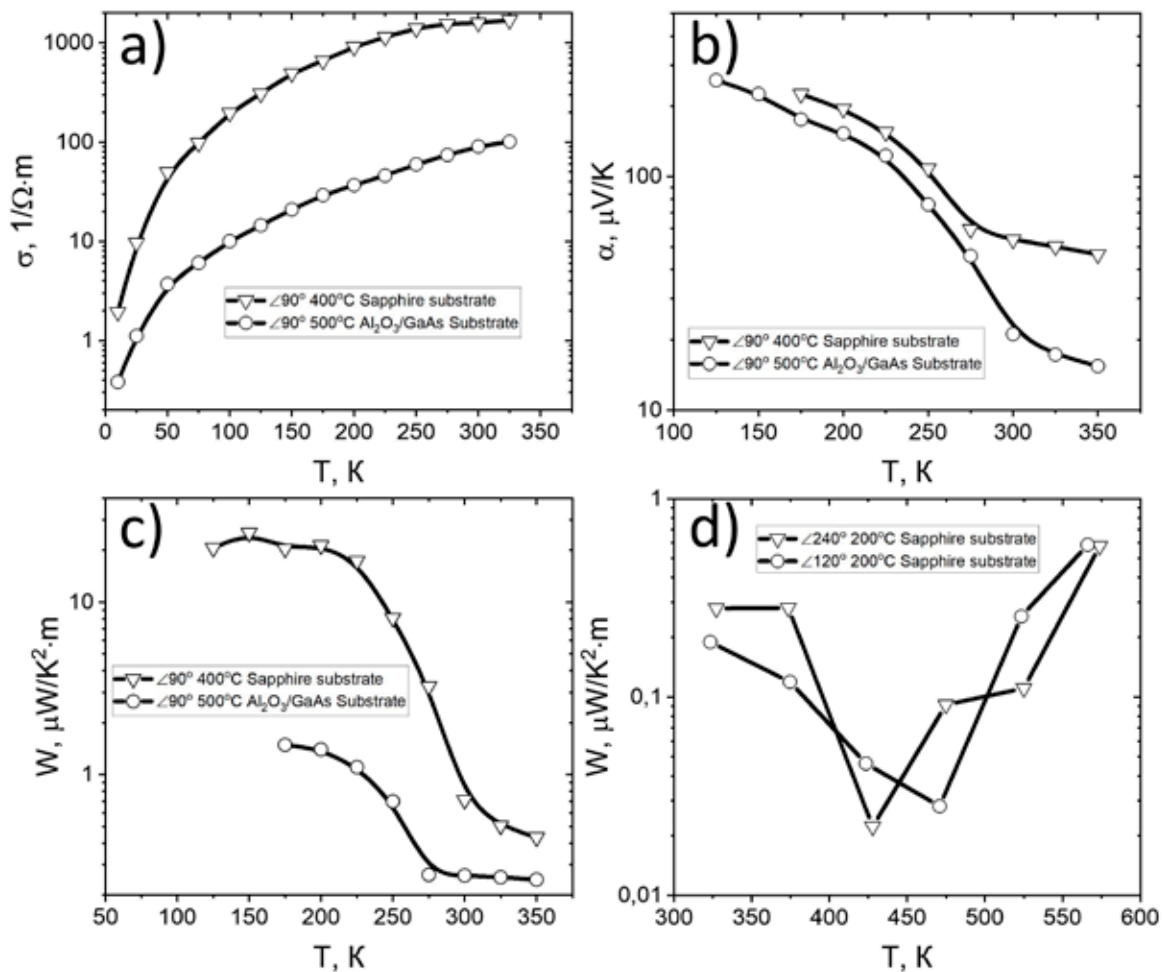 a)
1000
100
10
1
σ, 1/Ω·m
∠90° 400°C Sapphire substrate
∠90° 500°C Al₂O₃/GaAs Substrate
0 50 100 150 200 250 300 350
T, K
b)
100
10
α, μV/K
∠90° 400°C Sapphire substrate
∠90° 500°C Al₂O₃/GaAs Substrate
100 150 200 250 300 350
T, K
c)
10
1
W, μW/K²·m
∠90° 400°C Sapphire substrate
∠90° 500°C Al₂O₃/GaAs Substrate
50 100 150 200 250 300 350
T, K
d)
1
0,1
0,01
W, μW/K²·m
∠240° 200°C Sapphire substrate
∠120° 200°C Sapphire substrate
300 350 400 450 500 550 600
T, K